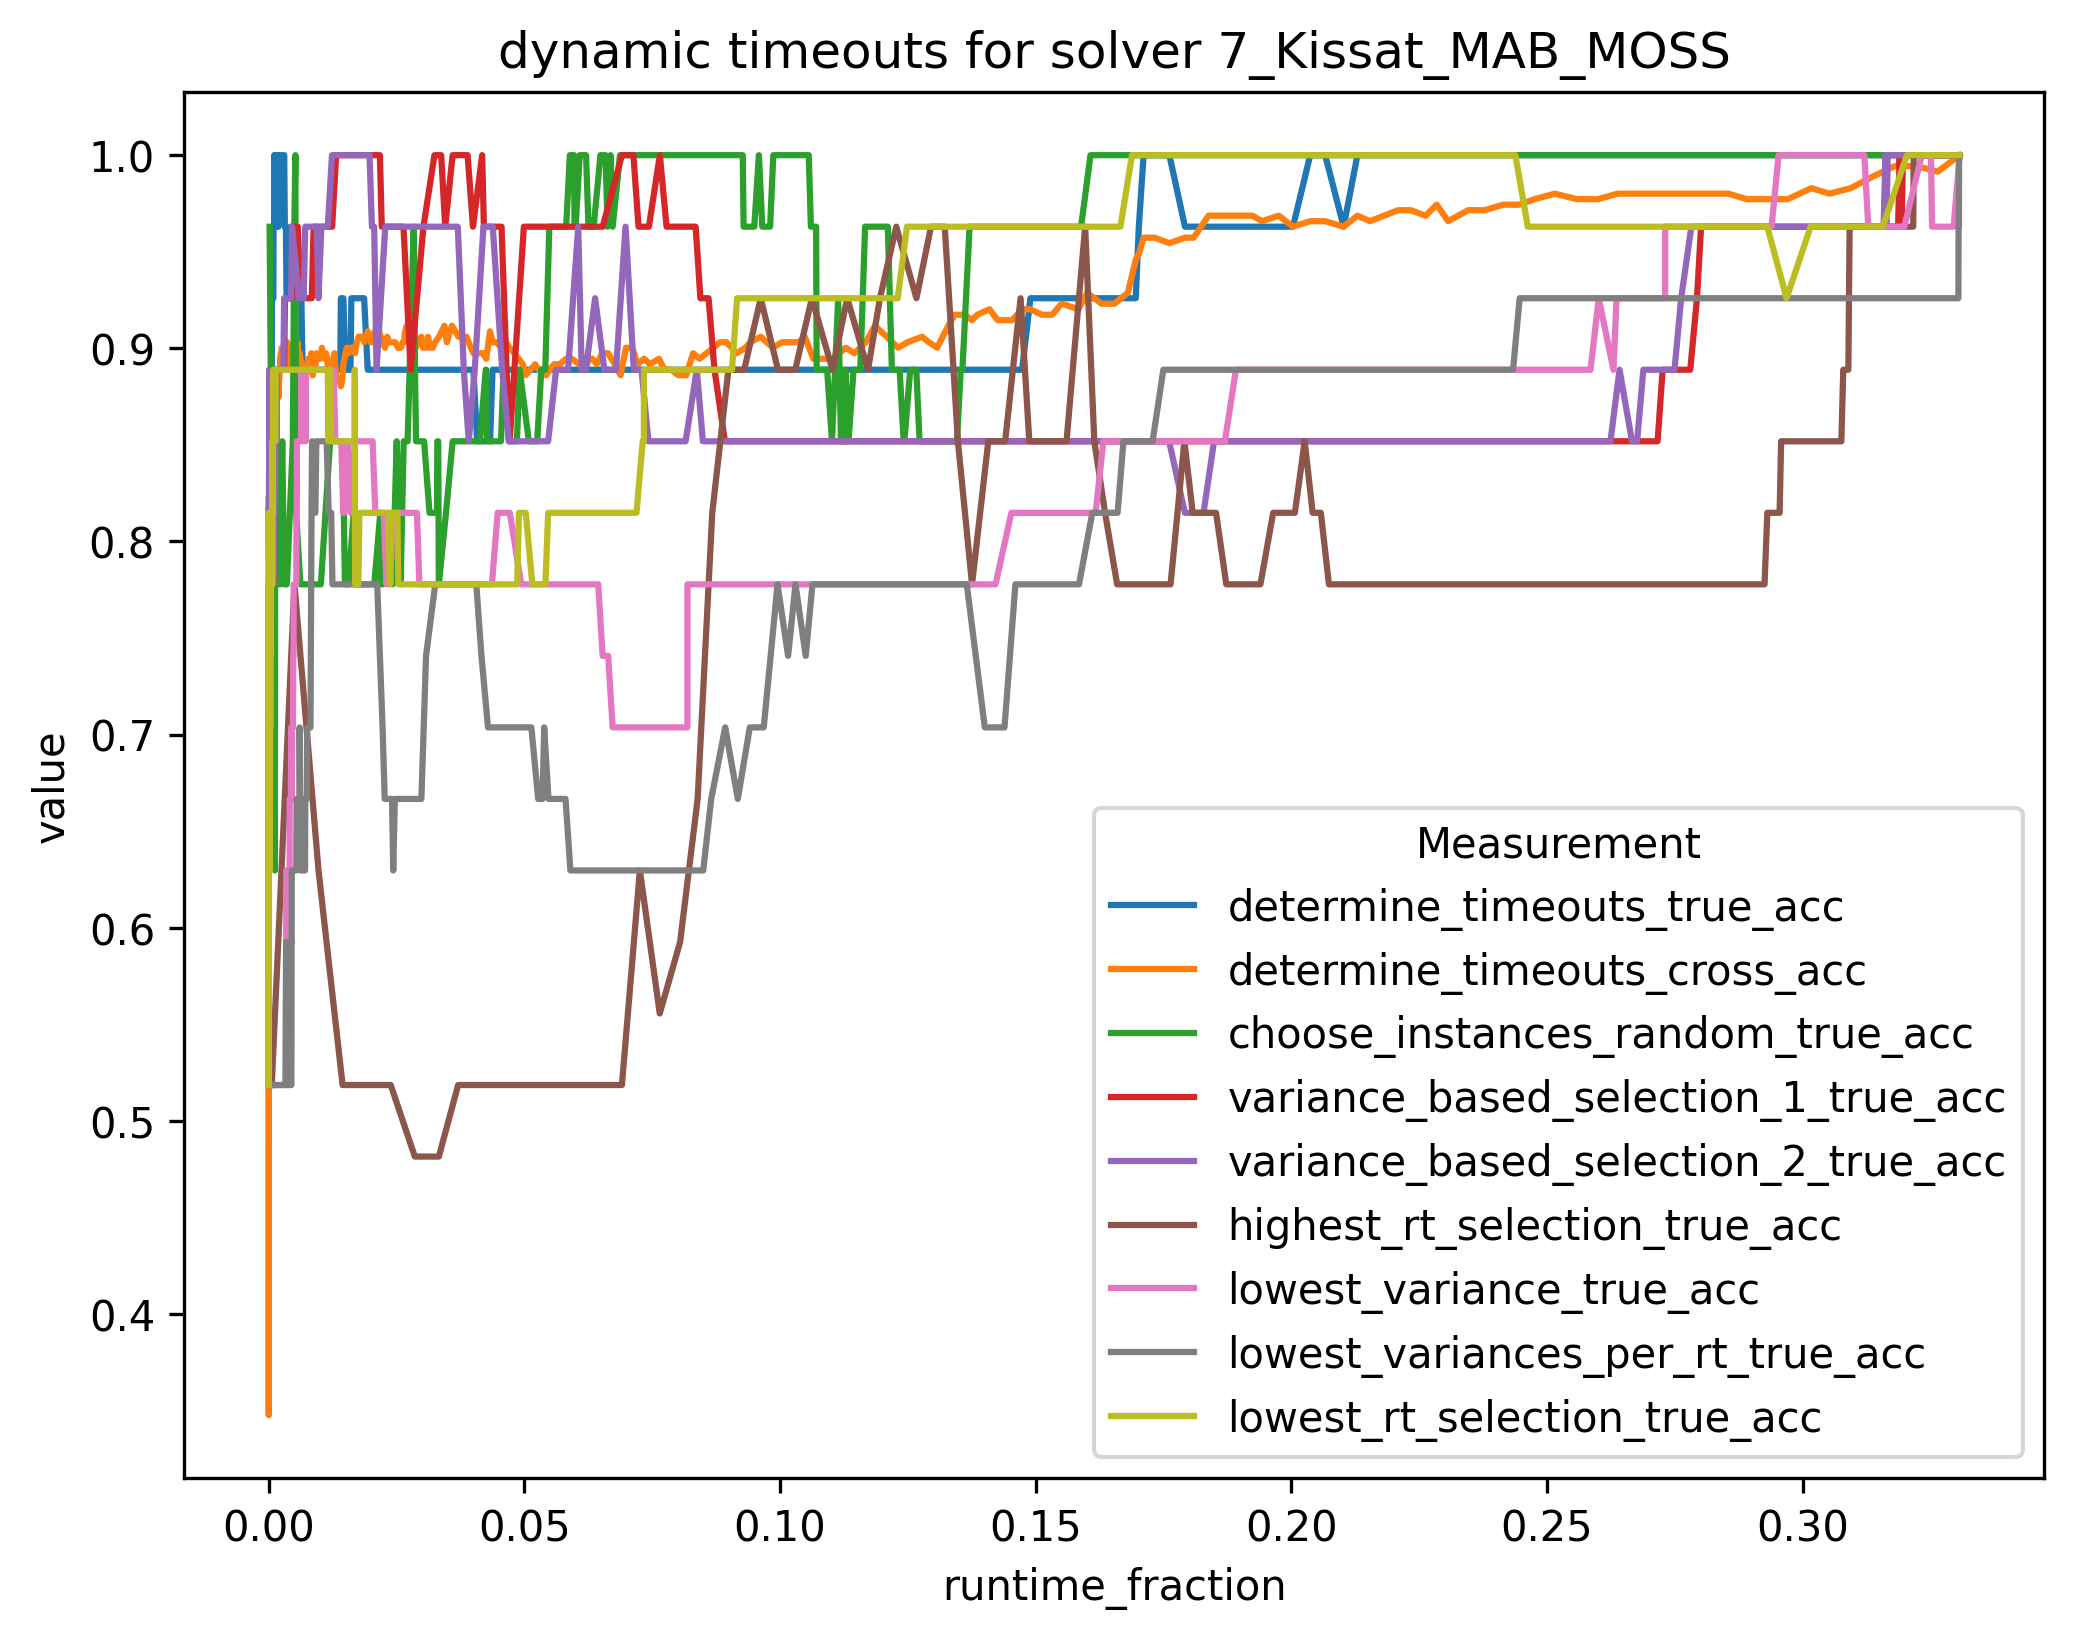 dynamic timeouts for solver 7_Kissat_MAB_MOSS
1.0
0.9
0.8
0.7
0.6
0.5
0.4
value
0.00 0.05 0.10 0.15 0.20 0.25 0.30
runtime_fraction
Measurement
determine_timeouts_true_acc
determine_timeouts_cross_acc
choose_instances_random_true_acc
variance_based_selection_1_true_acc
variance_based_selection_2_true_acc
highest_rt_selection_true_acc
lowest_variance_true_acc
lowest_variances_per_rt_true_acc
lowest_rt_selection_true_acc